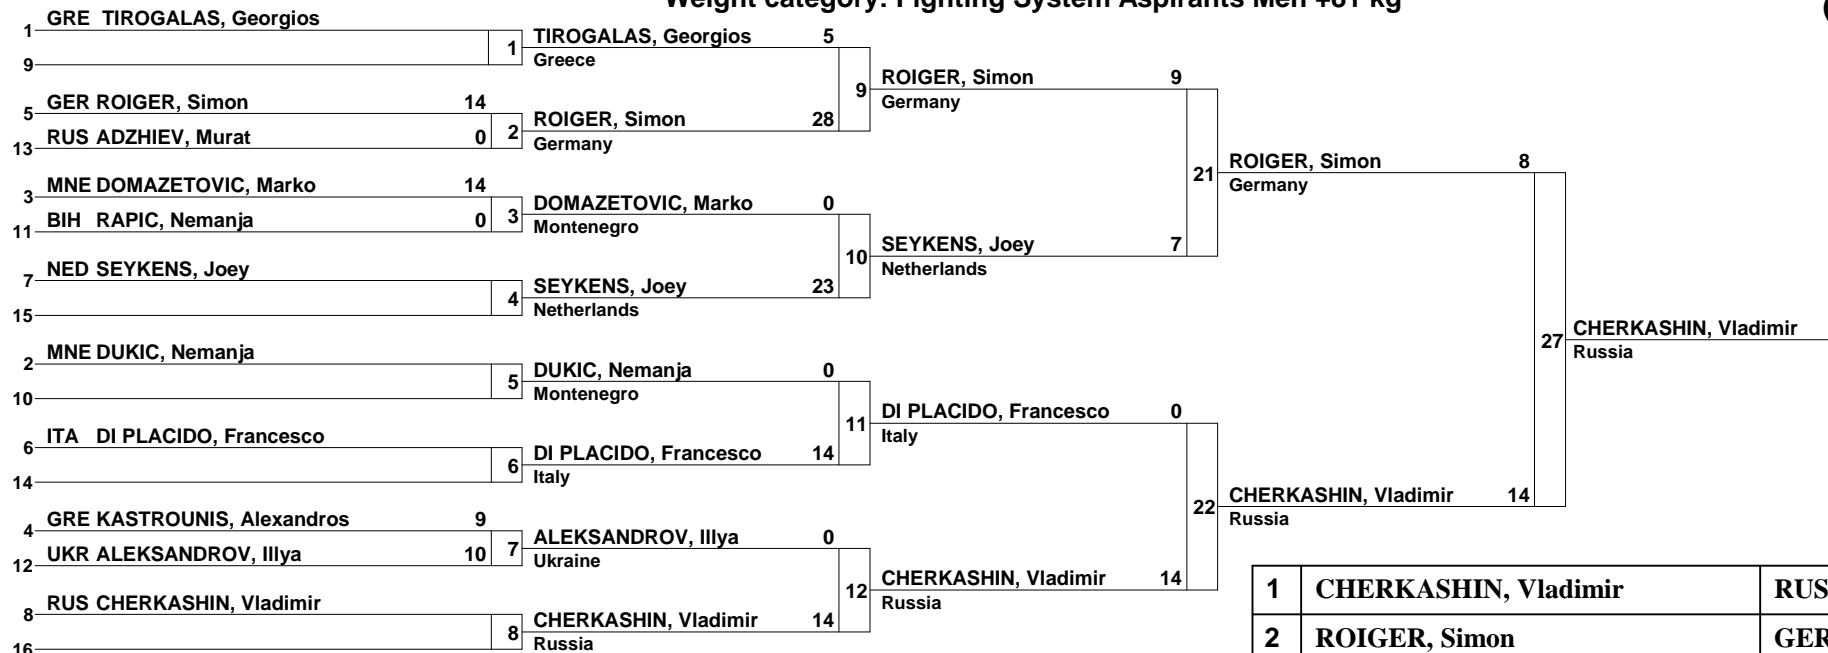 Weight category: Fighting System Aspirants Men +81 kg
1 GRE TIROGALAS, Georgios
9
1
5 GER ROIGER, Simon 14
13 RUS ADZHIEV, Murat 0
2
3 MNE DOMAZETOVIC, Marko 14
11 BIH RAPIC, Nemanja 0
3
7 NED SEYKENS, Joey
15
4
2 MNE DUKIC, Nemanja
10
5
6 ITA DI PLACIDO, Francesco
14
6
4 GRE KASTROUNIS, Alexandros 9
12 UKR ALEKSANDROV, Illya 10
7
8 RUS CHERKASHIN, Vladimir
16
8
TIROGALAS, Georgios 5
Greece
ROIGER, Simon 28
Germany
9
DOMAZETOVIC, Marko 0
Montenegro
SEYKENS, Joey 23
Netherlands
10
DUKIC, Nemanja 0
Montenegro
DI PLACIDO, Francesco 14
Italy
11
ALEKSANDROV, Illya 0
Ukraine
CHERKASHIN, Vladimir 14
Russia
12
ROIGER, Simon 9
Germany
SEYKENS, Joey 7
Netherlands
21
DI PLACIDO, Francesco 0
Italy
CHERKASHIN, Vladimir 14
Russia
22
ROIGER, Simon 8
Germany
CHERKASHIN, Vladimir 14
Russia
27
CHERKASHIN, Vladimir
Russia
1 CHERKASHIN, Vladimir RUS
2 ROIGER, Simon GER